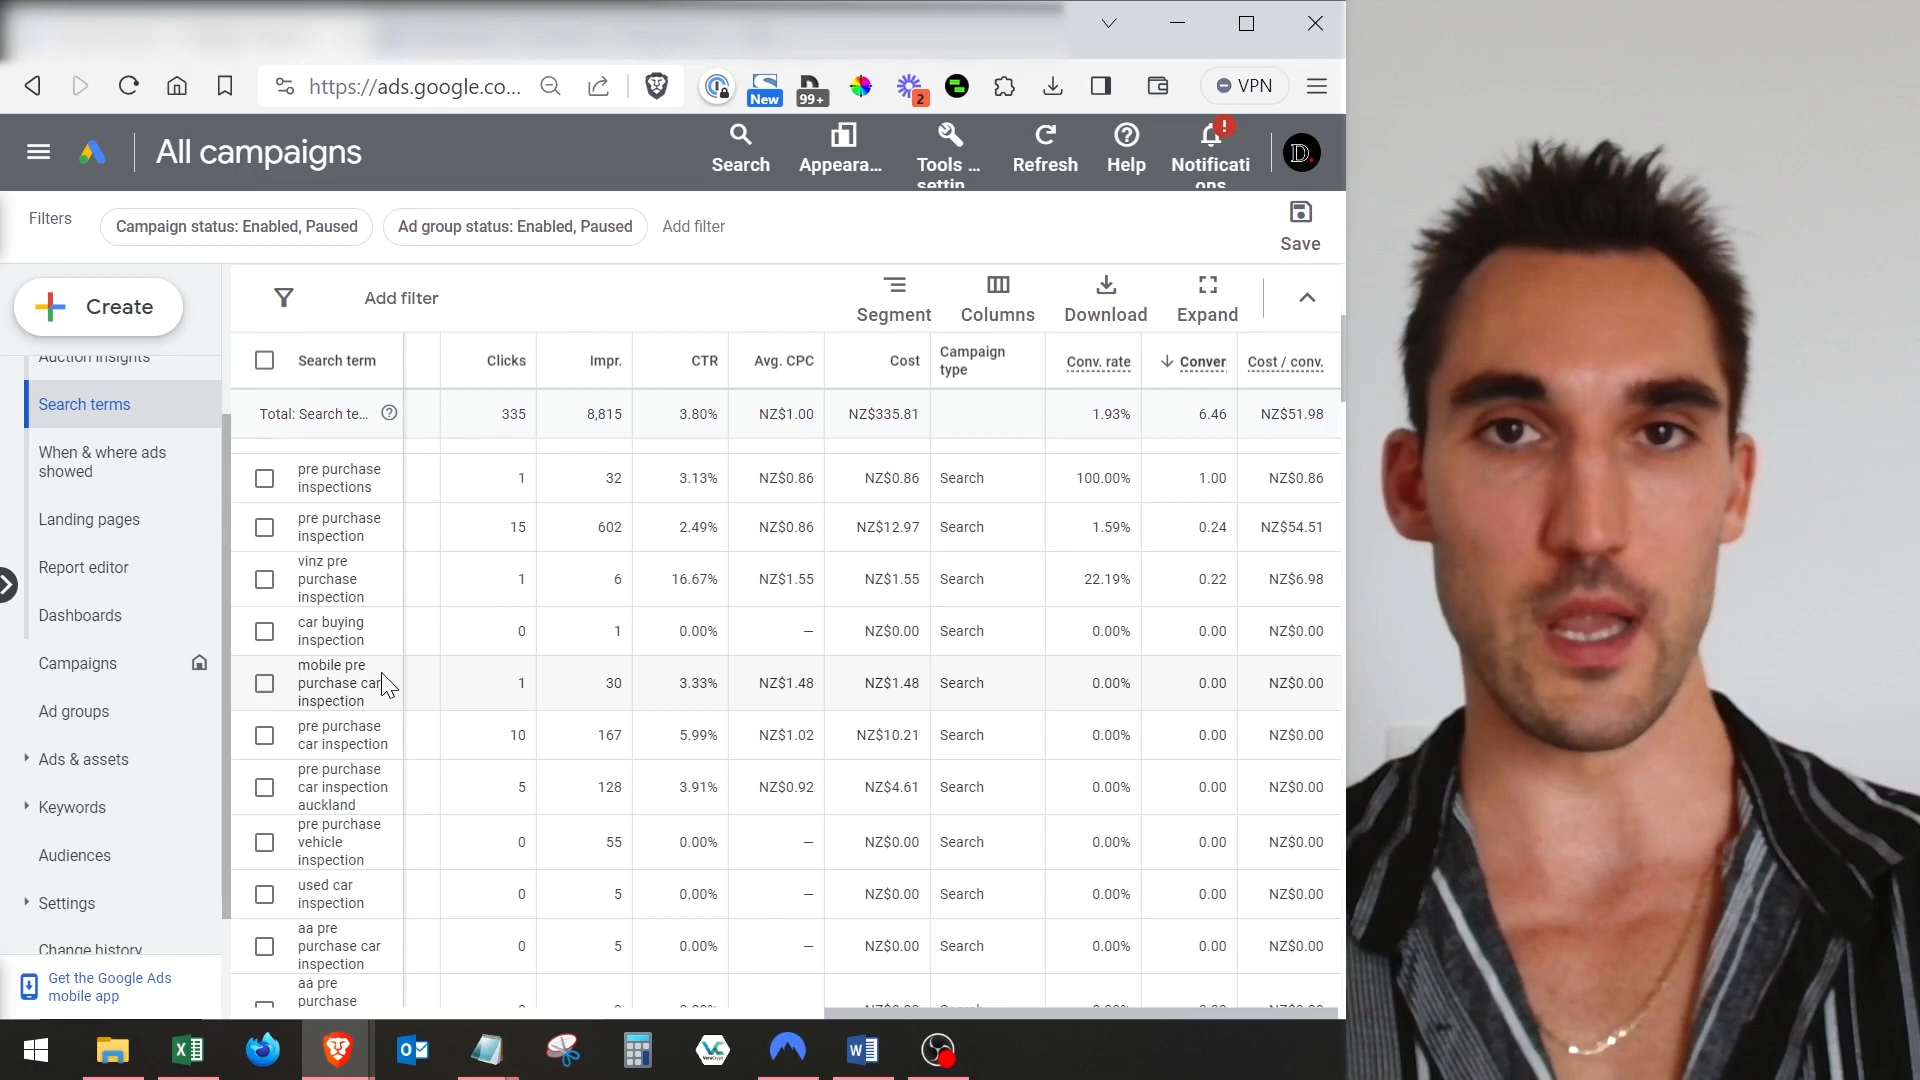 https://ads.google.co...
New
99+
2
VPN
All campaigns
Search
Appeara...
Tools ...
settin
Refresh
Help
!
Notificati
ons
D.
Filters
Campaign status: Enabled, Paused
Ad group status: Enabled, Paused
Add filter
Save
Create
Auction insights
Search terms
When & where ads
showed
Landing pages
Report editor
Dashboards
Campaigns
Ad groups
Ads & assets
Keywords
Audiences
Settings
Change history
Get the Google Ads
mobile app
Add filter
Segment
Columns
Download
Expand
Search term Clicks Impr. CTR Avg. CPC Cost Campaign type Conv. rate Conver Cost / conv.
Total: Search te... 335 8,815 3.80% NZ$1.00 NZ$335.81 1.93% 6.46 NZ$51.98
pre purchase
inspections 1 32 3.13% NZ$0.86 NZ$0.86 Search 100.00% 1.00 NZ$0.86
pre purchase
inspection 15 602 2.49% NZ$0.86 NZ$12.97 Search 1.59% 0.24 NZ$54.51
vinz pre
purchase 1 6 16.67% NZ$1.55 NZ$1.55 Search 22.19% 0.22 NZ$6.98
inspection
car buying
inspection 0 1 0.00% — NZ$0.00 Search 0.00% 0.00 NZ$0.00
mobile pre
purchase car 1 30 3.33% NZ$1.48 NZ$1.48 Search 0.00% 0.00 NZ$0.00
inspection
pre purchase
car inspection 10 167 5.99% NZ$1.02 NZ$10.21 Search 0.00% 0.00 NZ$0.00
pre purchase
car inspection 5 128 3.91% NZ$0.92 NZ$4.61 Search 0.00% 0.00 NZ$0.00
auckland
pre purchase
vehicle 0 55 0.00% — NZ$0.00 Search 0.00% 0.00 NZ$0.00
inspection
used car
inspection 0 5 0.00% — NZ$0.00 Search 0.00% 0.00 NZ$0.00
aa pre
purchase car 0 5 0.00% — NZ$0.00 Search 0.00% 0.00 NZ$0.00
inspection
aa pre
purchase